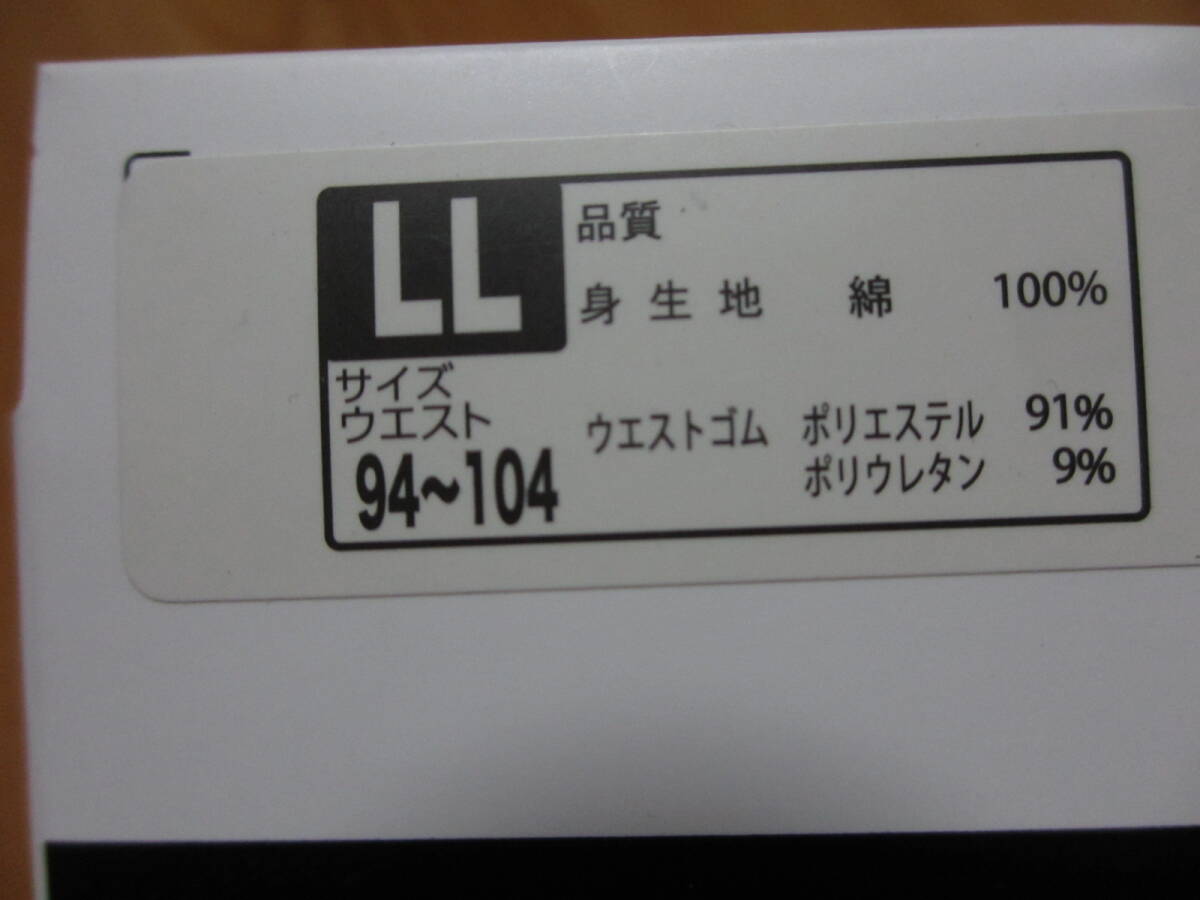 LL
サイズ
ウエスト
94~104
品質
身生地 綿 100%
ウエストゴム ポリエステル 91%
ポリウレタン 9%